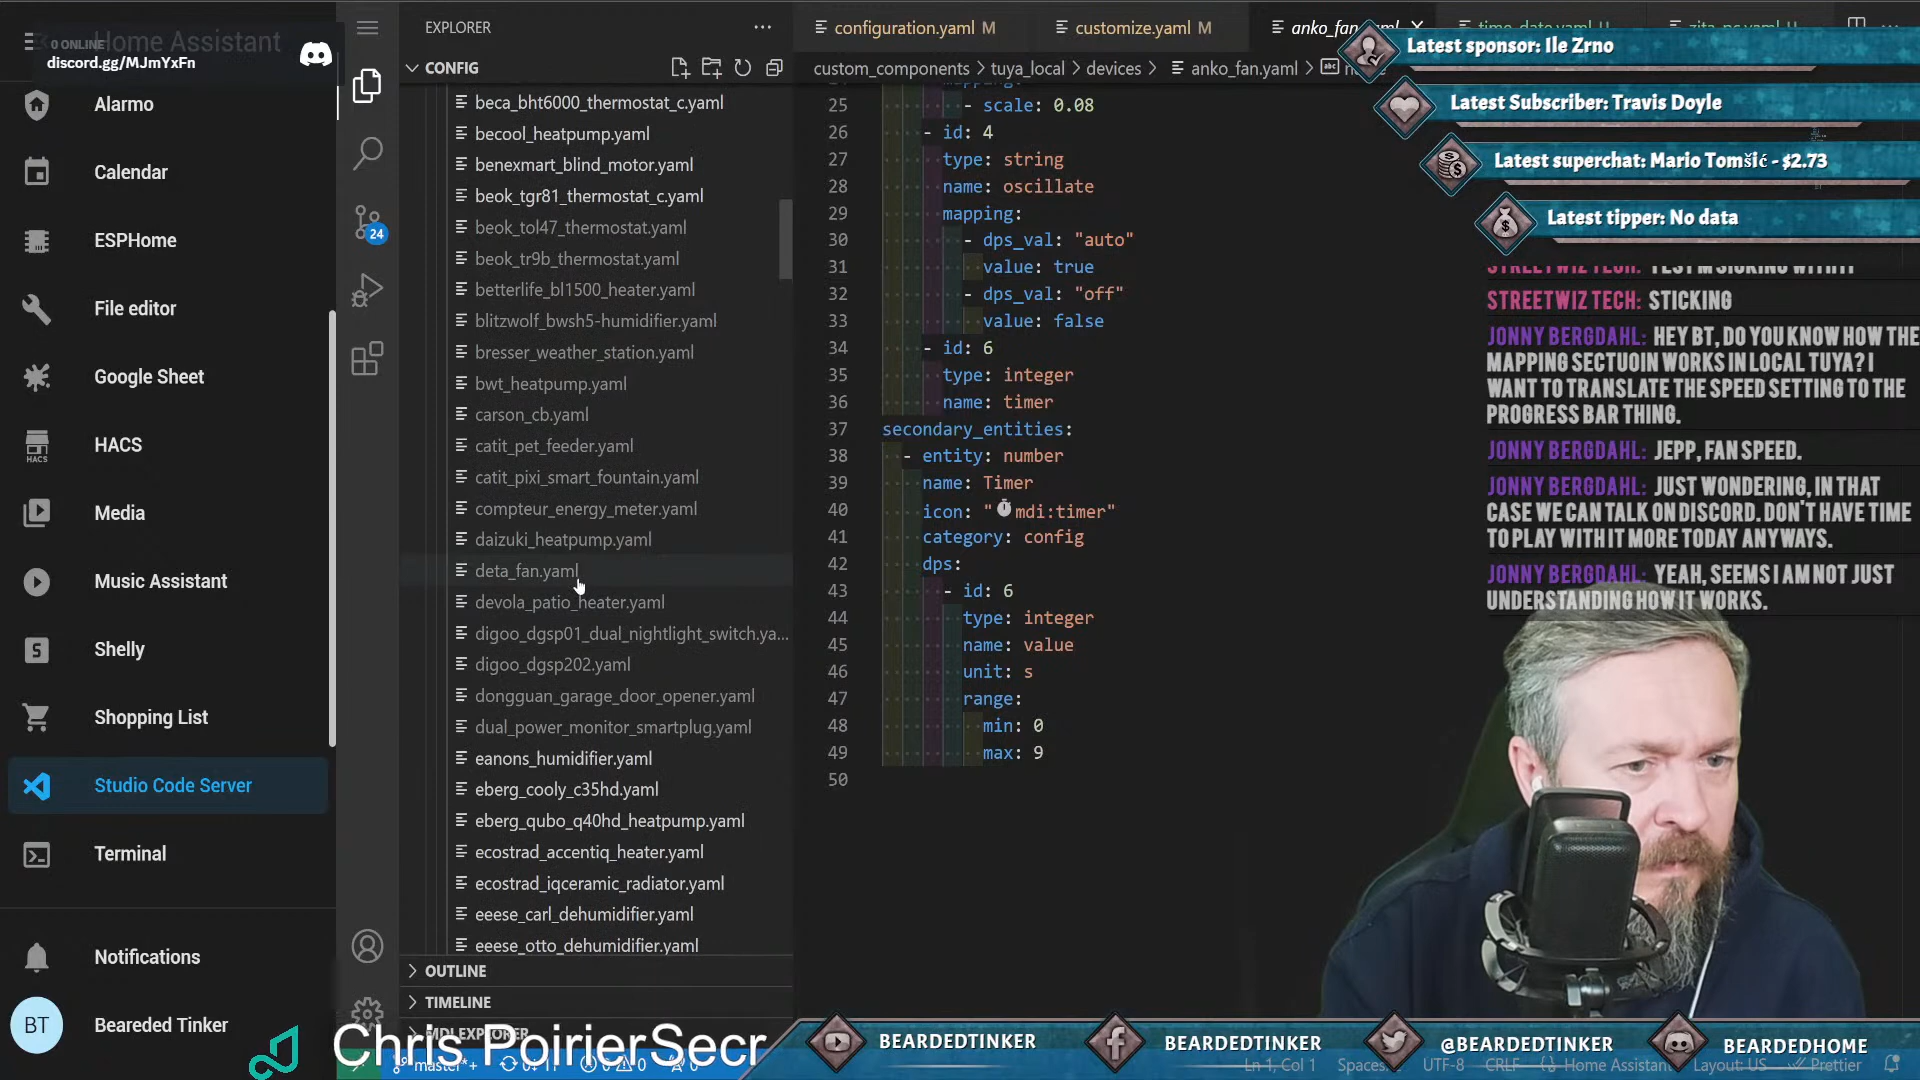 Home Assistant
0 ONLINE
discord.gg/MJmYxFn
Alarmo
Calendar
ESPHome
File editor
Google Sheet
HACS
HACS
Media
Music Assistant
Shelly
Shopping List
Studio Code Server
Terminal
Notifications
BT
Bearded Tinker
24
EXPLORER
CONFIG
beca_bht6000_thermostat_c.yaml
becool_heatpump.yaml
benexmart_blind_motor.yaml
beok_tgr81_thermostat_c.yaml
beok_tol47_thermostat.yaml
beok_tr9b_thermostat.yaml
betterlife_bl1500_heater.yaml
blitzwolf_bwsh5-humidifier.yaml
bresser_weather_station.yaml
bwt_heatpump.yaml
carson_cb.yaml
catit_pet_feeder.yaml
catit_pixi_smart_fountain.yaml
compteur_energy_meter.yaml
daizuki_heatpump.yaml
deta_fan.yaml
devola_patio_heater.yaml
digoo_dgsp01_dual_nightlight_switch.ya...
digoo_dgsp202.yaml
dongguan_garage_door_opener.yaml
dual_power_monitor_smartplug.yaml
eanons_humidifier.yaml
eberg_cooly_c35hd.yaml
eberg_qubo_q40hd_heatpump.yaml
ecostrad_accentiq_heater.yaml
ecostrad_iqceramic_radiator.yaml
eeese_carl_dehumidifier.yaml
eeese_otto_dehumidifier.yaml
OUTLINE
TIMELINE
configuration.yaml M
customize.yaml M
custom_components > tuya_local > devices > anko_fan.yaml >
25 - scale: 0.08
26 - id: 4
27 type: string
28 name: oscillate
29 mapping:
30 - dps_val: "auto"
31 value: true
32 - dps_val: "off"
33 value: false
34 - id: 6
35 type: integer
36 name: timer
37 secondary_entities:
38 - entity: number
39 name: Timer
40 icon: "mdi:timer"
41 category: config
42 dps:
43 - id: 6
44 type: integer
45 name: value
46 unit: s
47 range:
48 min: 0
49 max: 9
50
Latest sponsor: Ile Zrno
Latest Subscriber: Travis Doyle
Latest superchat: Mario Tomšić - $2.73
Latest tipper: No data
STREETWIZ TECH: STICKING
JONNY BERGDAHL: HEY BT, DO YOU KNOW HOW THE
MAPPING SECTUOIN WORKS IN LOCAL TUYA? I
WANT TO TRANSLATE THE SPEED SETTING TO THE
PROGRESS BAR THING.
JONNY BERGDAHL: JEPP, FAN SPEED.
JONNY BERGDAHL: JUST WONDERING, IN THAT
CASE WE CAN TALK ON DISCORD. DON'T HAVE TIME
TO PLAY WITH IT MORE TODAY ANYWAYS.
JONNY BERGDAHL: YEAH, SEEMS I AM NOT JUST
UNDERSTANDING HOW IT WORKS.
Chris PoirierSecr
BEARDEDTINKER
BEARDEDTINKER
@BEARDEDTINKER
BEARDEDHOME
Ln 1, Col 1
UTF-8
CRLF
Layout: US
Prettier